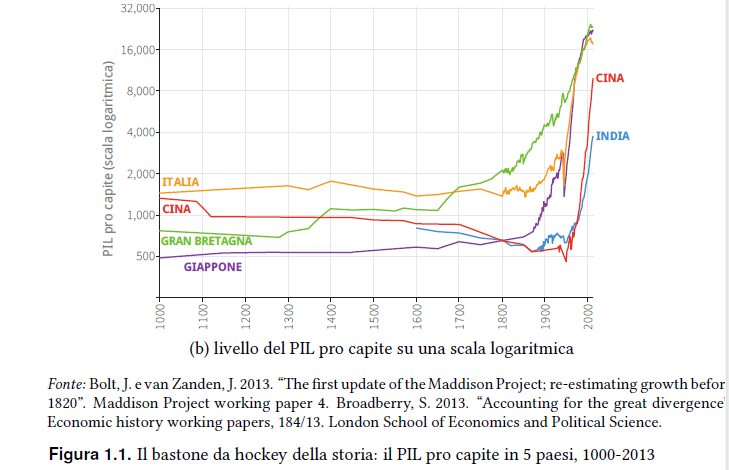 32,000
16,000
8,000
4,000
2,000
1,000
500
PIL pro capite (scala logaritmica)
CINA
INDIA
ITALIA
CINA
GRAN BRETAGNA
GIAPPONE
1000
1100
1200
1300
1400
1500
1600
1700
1800
1900
2000
(b) livello del PIL pro capite su una scala logaritmica
Fonte: Bolt, J. e van Zanden, J. 2013. “The first update of the Maddison Project; re-estimating growth befor
1820”. Maddison Project working paper 4. Broadberry, S. 2013. “Accounting for the great divergence”
Economic history working papers, 184/13. London School of Economics and Political Science.
Figura 1.1. Il bastone da hockey della storia: il PIL pro capite in 5 paesi, 1000-2013